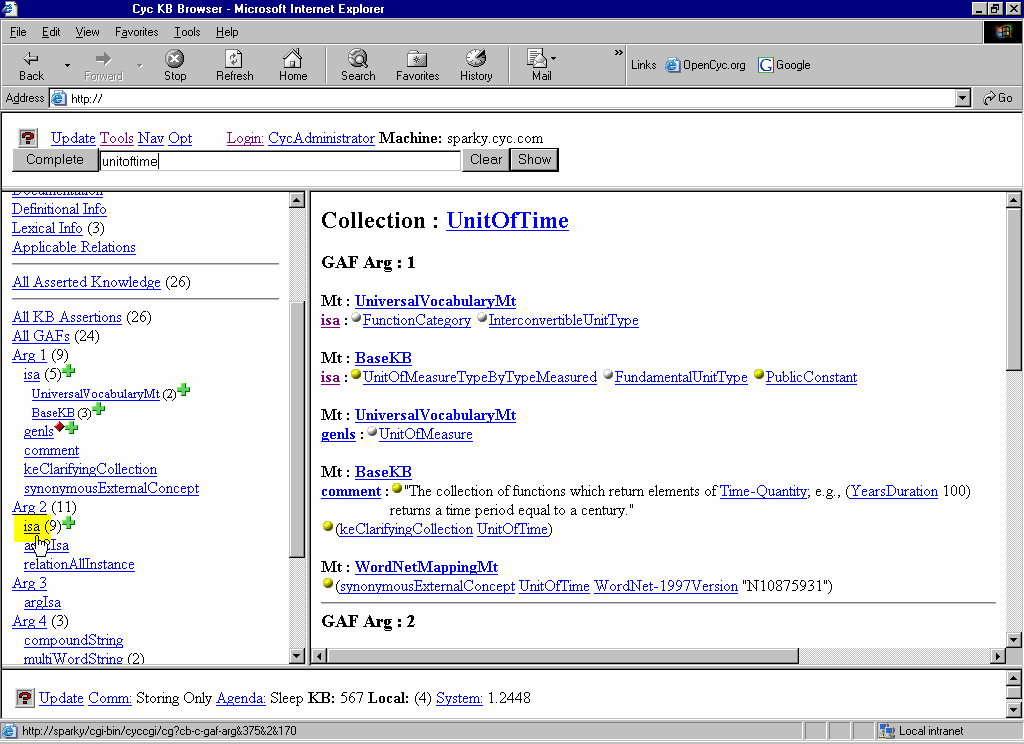 Cyc KB Browser - Microsoft Internet Explorer
File Edit View Favorites Tools Help
Back Forward Stop Refresh Home Search Favorites History Mail » Links OpenCyc.org Google
Address http:// Go
Update Tools Nav Opt Login: CycAdministrator Machine: sparky.cyc.com
Complete unitoftime Clear Show
Documentation
Definitional Info
Lexical Info (3)
Applicable Relations
All Asserted Knowledge (26)
All KB Assertions (26)
All GAFs (24)
Arg 1 (9)
isa (5)
UniversalVocabularyMt (2)
BaseKB (3)
genls
comment
keClarifyingCollection
synonymousExternalConcept
Arg 2 (11)
isa (9)
relationAllInstance
Arg 3
argIsa
Arg 4 (3)
compoundString
multiWordString (2)
Collection : UnitOfTime
GAF Arg : 1
Mt : UniversalVocabularyMt
isa : FunctionCategory InterconvertibleUnitType
Mt : BaseKB
isa : UnitOfMeasureTypeByTypeMeasured FundamentalUnitType PublicConstant
Mt : UniversalVocabularyMt
genls : UnitOfMeasure
Mt : BaseKB
comment : "The collection of functions which return elements of Time-Quantity; e.g., (YearsDuration 100)
returns a time period equal to a century."
(keClarifyingCollection UnitOfTime)
Mt : WordNetMappingMt
(synonymousExternalConcept UnitOfTime WordNet-1997Version "N10875931")
GAF Arg : 2
Update Comm: Storing Only Agenda: Sleep KB: 567 Local: (4) System: 1.2448
http://sparky/cgi-bin/cyccgi/cg?cb-c-gaf-arg&375&2&170 Local intranet